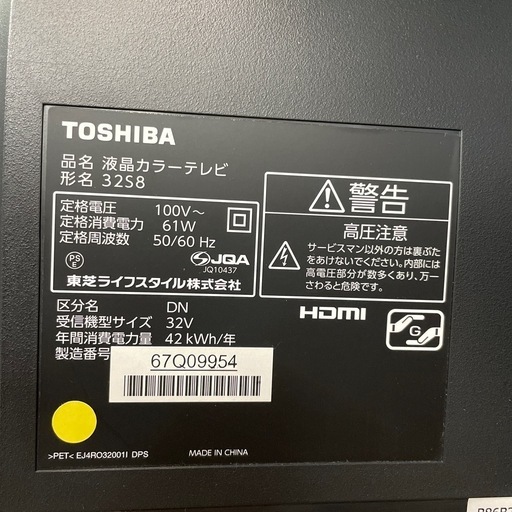 TOSHIBA
品名 液晶カラーテレビ
形名 32S8
定格電圧 100V～
定格消費電力 61W
定格周波数 50/60 Hz
PS
E
JQA
JQ10437
東芝ライフスタイル株式会社
警告
高圧注意
サービスマン以外の方は裏ぶた
をあけないでください。内部には
高電圧部分が数多くあり、万一
さわると危険です。
区分名 DN
受信機型サイズ 32V
年間消費電力量 42 kWh/年
製造番号 67Q09954
HDMI
G
>PET< EJ4RO32001I DPS
MADE IN CHINA